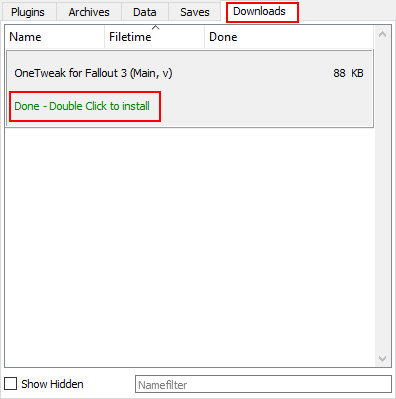 Plugins Archives Data Saves Downloads
Name Filetime Done
OneTweak for Fallout 3 (Main, v) 88 KB
Done - Double Click to install
Show Hidden Namefilter